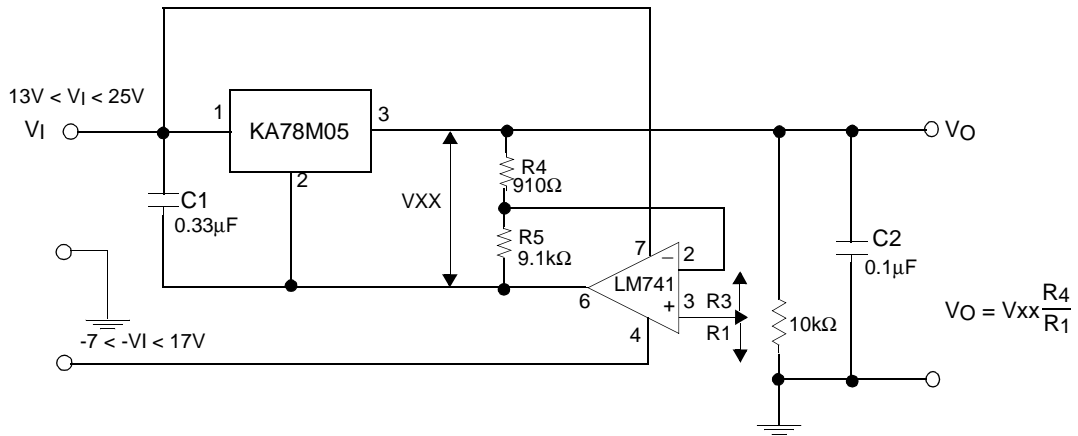 13V < VI < 25V
VI
1
KA78M05
3
VO
2
C1
0.33μF
VXX
R4
910Ω
R5
9.1kΩ
7
−
2
LM741
6
+
3
4
R3
R1
10kΩ
C2
0.1μF
VO = Vxx R4/R1
-7 < -VI < 17V